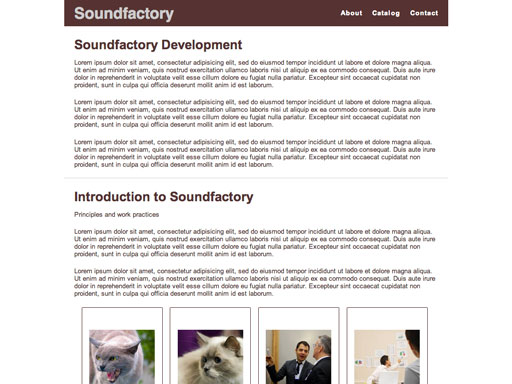 Soundfactory
About Catalog Contact
Soundfactory Development
Lorem ipsum dolor sit amet, consectetur adipisicing elit, sed do eiusmod tempor incididunt ut labore et dolore magna aliqua.
Ut enim ad minim veniam, quis nostrud exercitation ullamco laboris nisi ut aliquip ex ea commodo consequat. Duis aute irure
dolor in reprehenderit in voluptate velit esse cillum dolore eu fugiat nulla pariatur. Excepteur sint occaecat cupidatat non
proident, sunt in culpa qui officia deserunt mollit anim id est laborum.
Lorem ipsum dolor sit amet, consectetur adipisicing elit, sed do eiusmod tempor incididunt ut labore et dolore magna aliqua.
Ut enim ad minim veniam, quis nostrud exercitation ullamco laboris nisi ut aliquip ex ea commodo consequat. Duis aute irure
dolor in reprehenderit in voluptate velit esse cillum dolore eu fugiat nulla pariatur. Excepteur sint occaecat cupidatat non
proident, sunt in culpa qui officia deserunt mollit anim id est laborum.
Lorem ipsum dolor sit amet, consectetur adipisicing elit, sed do eiusmod tempor incididunt ut labore et dolore magna aliqua.
Ut enim ad minim veniam, quis nostrud exercitation ullamco laboris nisi ut aliquip ex ea commodo consequat. Duis aute irure
dolor in reprehenderit in voluptate velit esse cillum dolore eu fugiat nulla pariatur. Excepteur sint occaecat cupidatat non
proident, sunt in culpa qui officia deserunt mollit anim id est laborum.
Introduction to Soundfactory
Principles and work practices
Lorem ipsum dolor sit amet, consectetur adipisicing elit, sed do eiusmod tempor incididunt ut labore et dolore magna aliqua.
Ut enim ad minim veniam, quis nostrud exercitation ullamco laboris nisi ut aliquip ex ea commodo consequat. Duis aute irure
dolor in reprehenderit in voluptate velit esse cillum dolore eu fugiat nulla pariatur. Excepteur sint occaecat cupidatat non
proident, sunt in culpa qui officia deserunt mollit anim id est laborum.
Lorem ipsum dolor sit amet, consectetur adipisicing elit, sed do eiusmod tempor incididunt ut labore et dolore magna aliqua.
Ut enim ad minim veniam, quis nostrud exercitation ullamco laboris nisi ut aliquip ex ea commodo consequat. Duis aute irure
dolor in reprehenderit in voluptate velit esse cillum dolore eu fugiat nulla pariatur. Excepteur sint occaecat cupidatat non
proident, sunt in culpa qui officia deserunt mollit anim id est laborum.